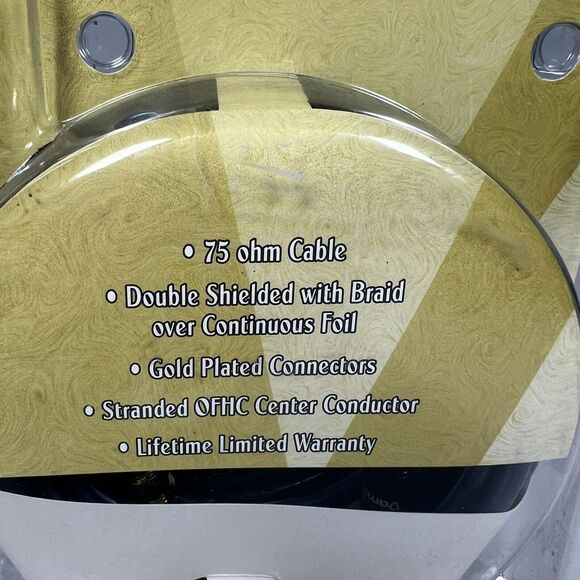 • 75 ohm Cable
• Double Shielded with Braid
over Continuous Foil
• Gold Plated Connectors
• Stranded OFHC Center Conductor
• Lifetime Limited Warranty